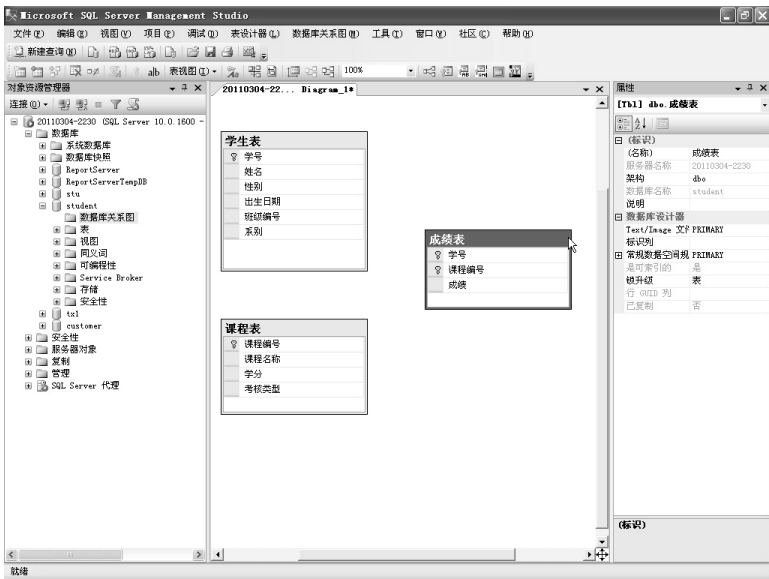 Microsoft SQL Server Management Studio
文件(F) 编辑(E) 视图(V) 项目(P) 调试(D) 表设计器(L) 数据库关系图(M) 工具(T) 窗口(W) 社区(C) 帮助(H)
新建查询(N)
ab 表视图(I) 100%
对象资源管理器
连接(O)
20110304-2230 (SQL Server 10.0.1600 -
数据库
系统数据库
数据库快照
ReportServer
ReportServerTempDB
stu
student
数据库关系图
表
视图
同义词
可编程性
Service Broker
存储
安全性
txl
customer
安全性
服务器对象
复制
管理
SQL Server 代理
20110304-22... Diagram_1*
学生表
学号
姓名
性别
出生日期
班级编号
系别
成绩表
学号
课程编号
成绩
课程表
课程编号
课程名称
学分
考核类型
属性
[Tbl] dbo.成绩表
(标识)
(名称) 成绩表
服务器名称 20110304-2230
架构 dbo
数据库名称 student
说明
数据库设计器
Text/Image 文件 PRIMARY
标识列
常规数据空间规 PRIMARY
是可索引的 是
锁升级 表
行 GUID 列
已复制 否
(标识)
就绪